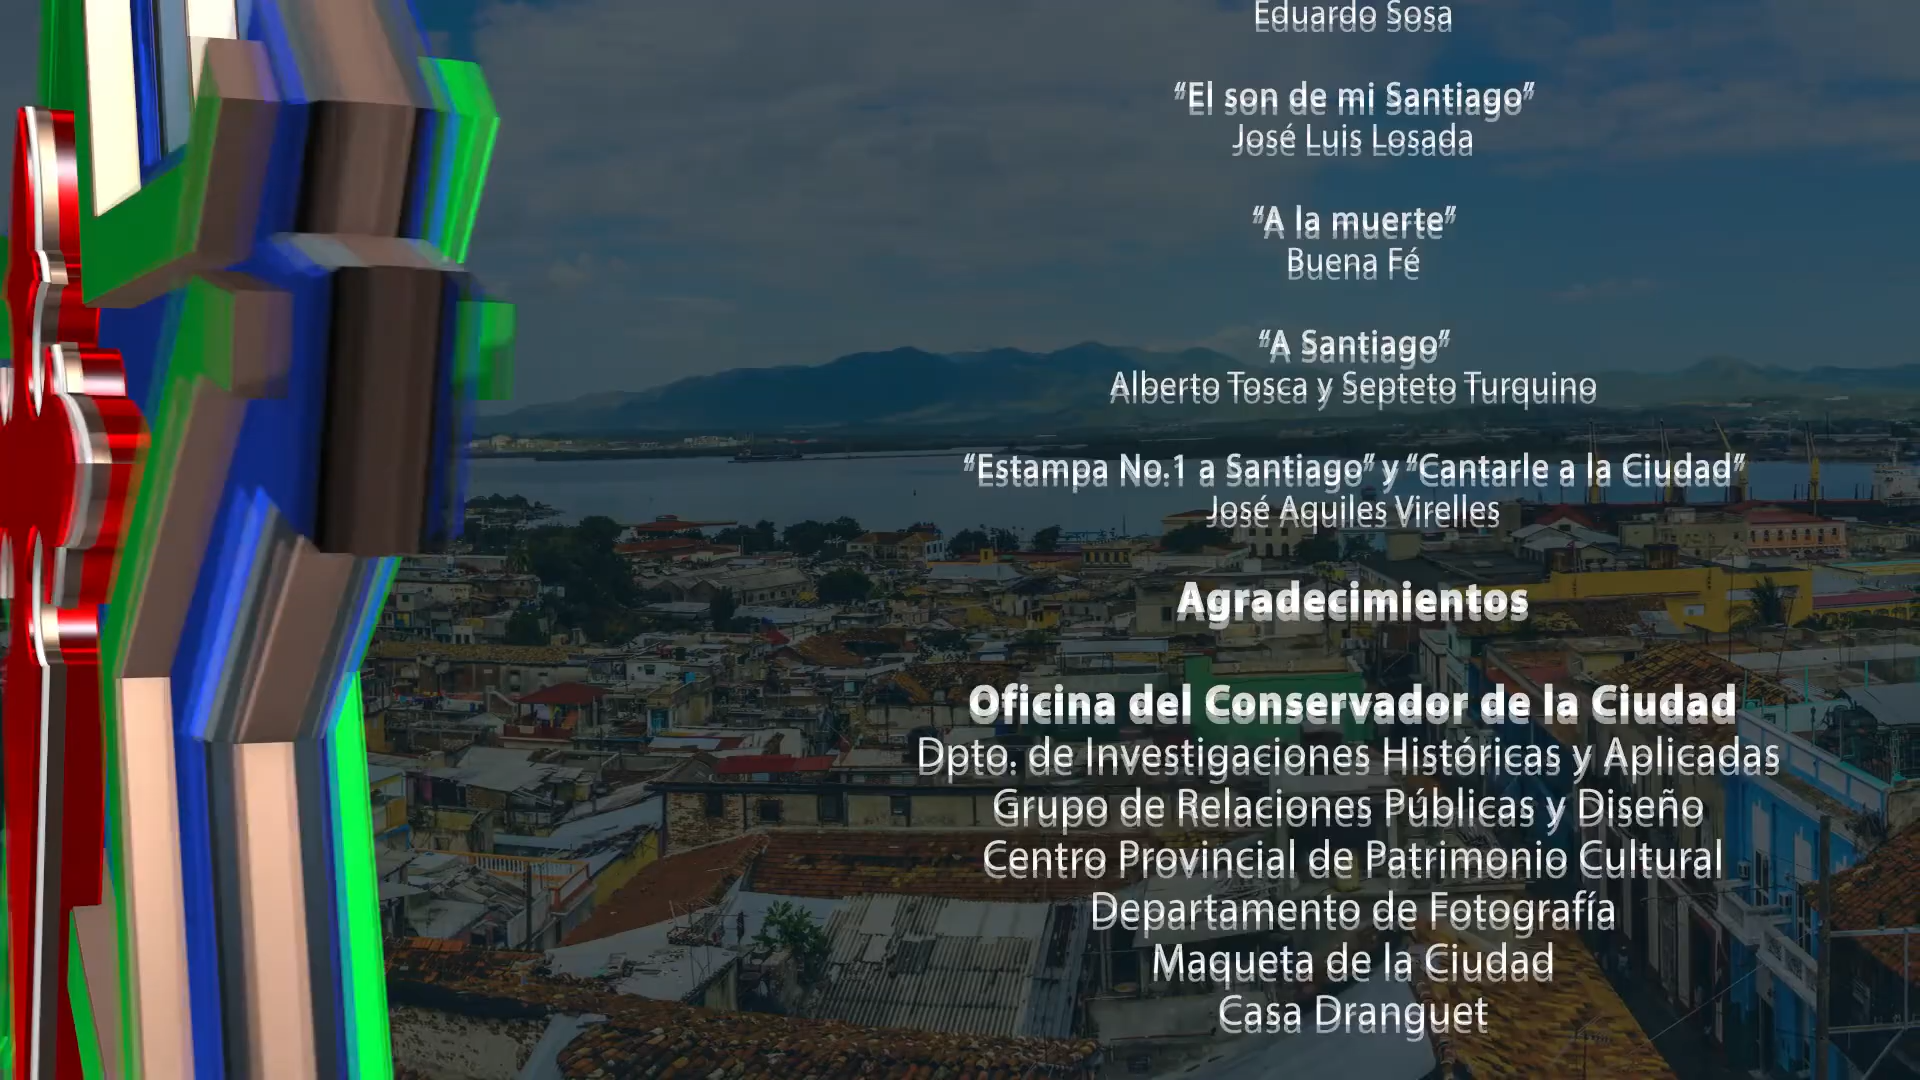 Eduardo Sosa
“El son de mi Santiago”
José Luis Losada
“A la muerte”
Buena Fé
“A Santiago”
Alberto Tosca y Septeto Turquino
“Estampa No.1 a Santiago” y “Cantarle a la Ciudad”
José Aquiles Virelles
Agradecimientos
Oficina del Conservador de la Ciudad
Dpto. de Investigaciones Históricas y Aplicadas
Grupo de Relaciones Públicas y Diseño
Centro Provincial de Patrimonio Cultural
Departamento de Fotografía
Maqueta de la Ciudad
Casa Dranguet